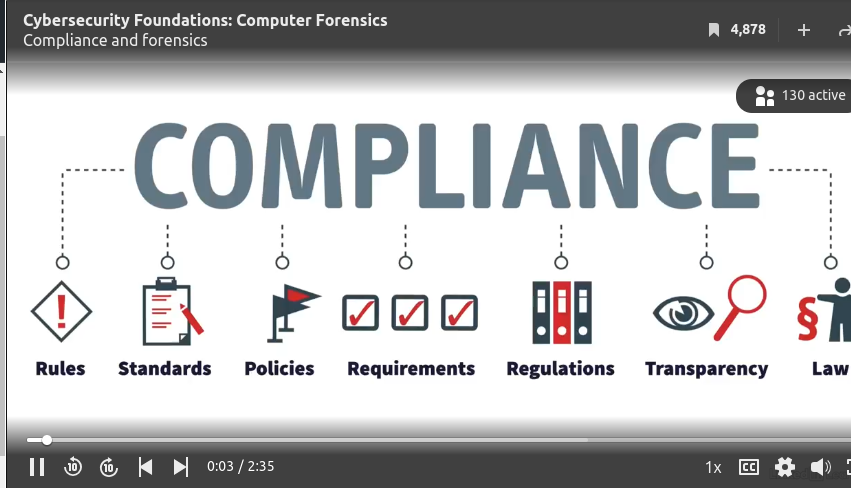 Cybersecurity Foundations: Computer Forensics
Compliance and forensics
4,878
130 active
COMPLIANCE
Rules Standards Policies Requirements Regulations Transparency Law
10 10 0:03 / 2:35 1x CC